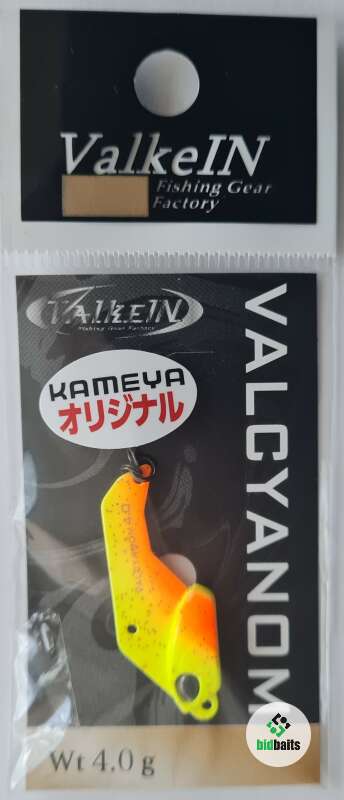 ValkeIN
Fishing Gear
Factory
ValkeIN
Fishing Gear Factory
KAMEYA
オリジナル
VALCYANOM
Wt 4.0 g
bidbaits